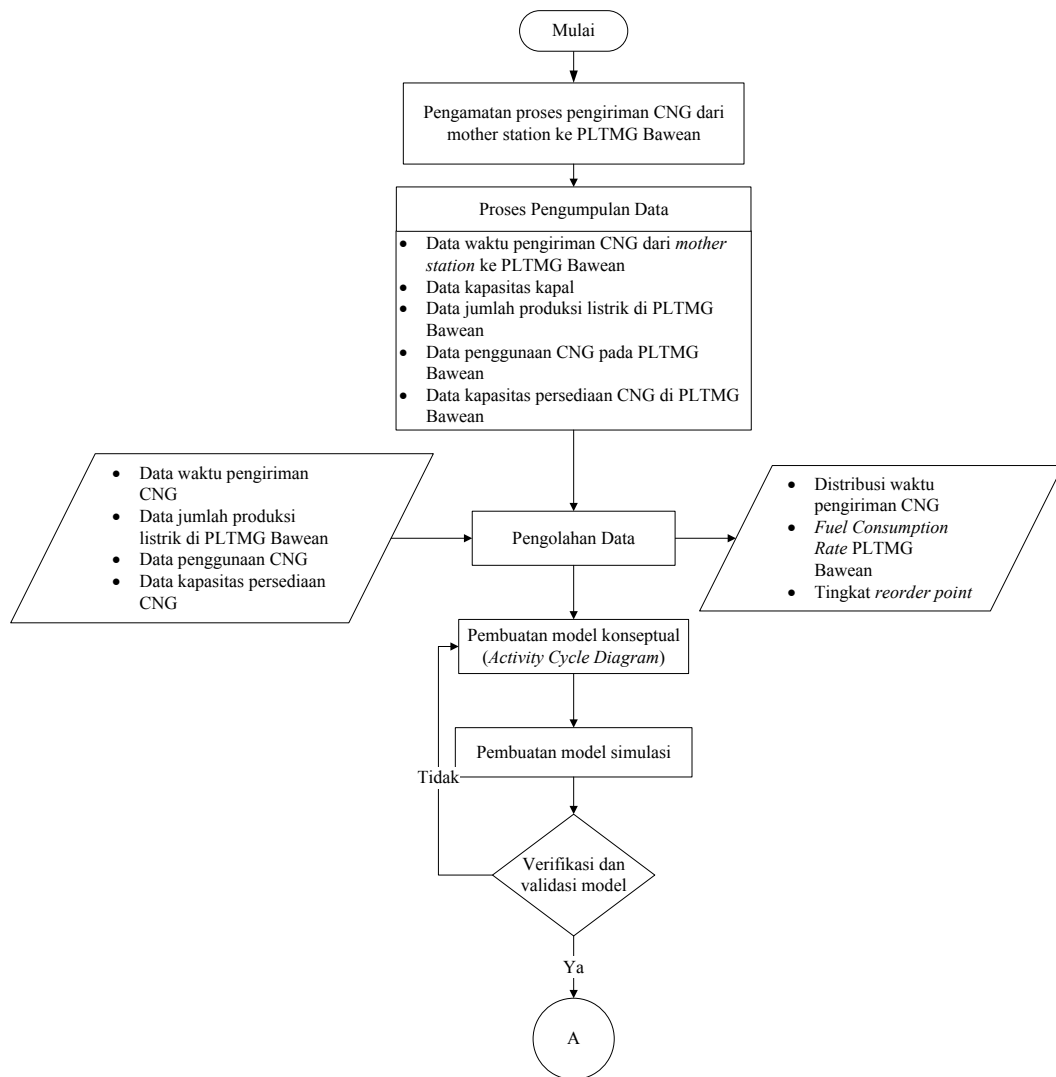 Mulai
Pengamatan proses pengiriman CNG dari
mother station ke PLTMG Bawean
Proses Pengumpulan Data
• Data waktu pengiriman CNG dari mother
station ke PLTMG Bawean
• Data kapasitas kapal
• Data jumlah produksi listrik di PLTMG
Bawean
• Data penggunaan CNG pada PLTMG
Bawean
• Data kapasitas persediaan CNG di PLTMG
Bawean
• Data waktu pengiriman
CNG
• Data jumlah produksi
listrik di PLTMG Bawean
• Data penggunaan CNG
• Data kapasitas persediaan
CNG
Pengolahan Data
• Distribusi waktu
pengiriman CNG
• Fuel Consumption
Rate PLTMG
Bawean
• Tingkat reorder point
Pembuatan model konseptual
(Activity Cycle Diagram)
Pembuatan model simulasi
Tidak
Verifikasi dan
validasi model
Ya
A